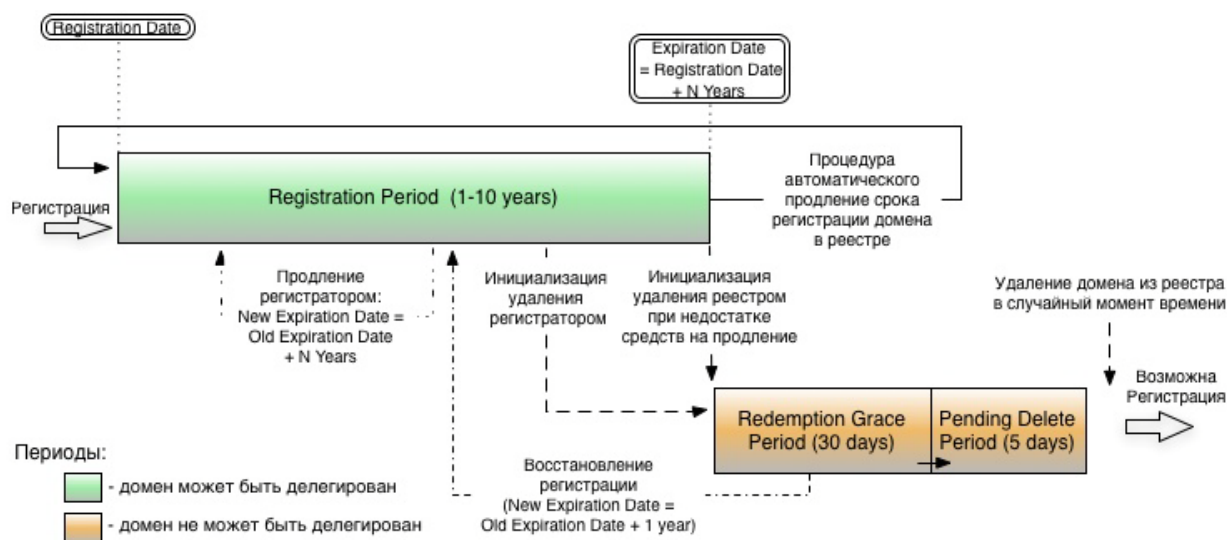 Registration Date
Expiration Date
= Registration Date
+ N Years
Регистрация
Registration Period (1-10 years)
Процедура
автоматического
продление срока
регистрации домена
в реестре
Продление
регистратором:
New Expiration Date =
Old Expiration Date
+ N Years
Инициализация
удаления
регистратором
Инициализация
удаления реестром
при недостатке
средств на продление
Удаление домена из реестра
в случайный момент времени
Redemption Grace
Period (30 days)
Pending Delete
Period (5 days)
Возможна
Регистрация
Восстановление
регистрации
(New Expiration Date =
Old Expiration Date + 1 year)
Периоды:
- домен может быть делегирован
- домен не может быть делегирован